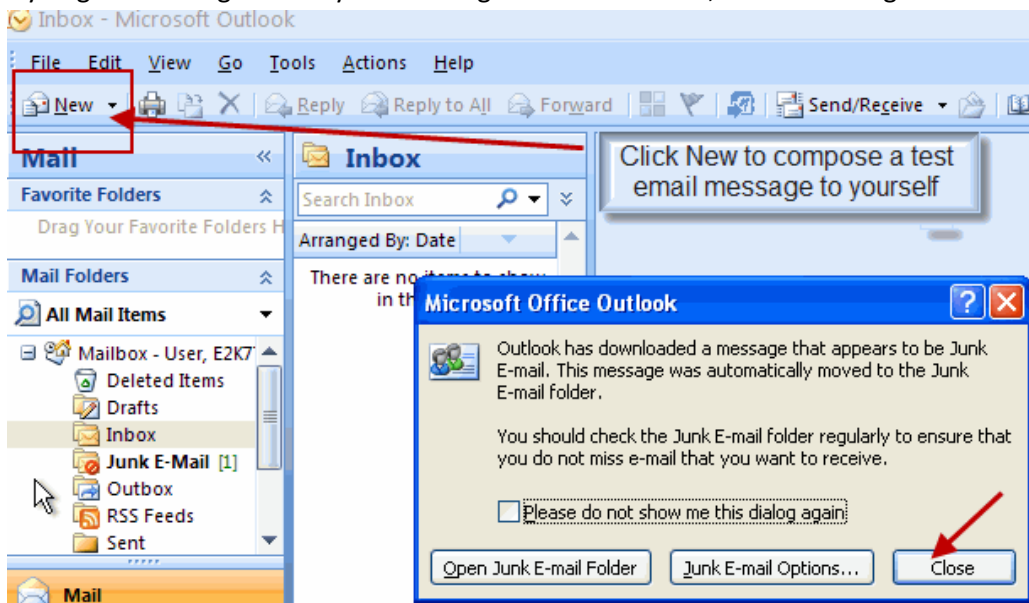 Inbox - Microsoft Outlook
File Edit View Go Tools Actions Help
New Reply Reply to All Forward Send/Receive
Mail « Inbox
Click New to compose a test
email message to yourself
Favorite Folders
Search Inbox
Drag Your Favorite Folders H
Arranged By: Date
Mail Folders
There are no items to show
in th
All Mail Items
Microsoft Office Outlook
Mailbox - User, E2K7
Deleted Items
Drafts
Inbox
Junk E-Mail [1]
Outbox
RSS Feeds
Sent
Mail
Outlook has downloaded a message that appears to be Junk
E-mail. This message was automatically moved to the Junk
E-mail folder.
You should check the Junk E-mail folder regularly to ensure that
you do not miss e-mail that you want to receive.
Please do not show me this dialog again
Open Junk E-mail Folder Junk E-mail Options... Close